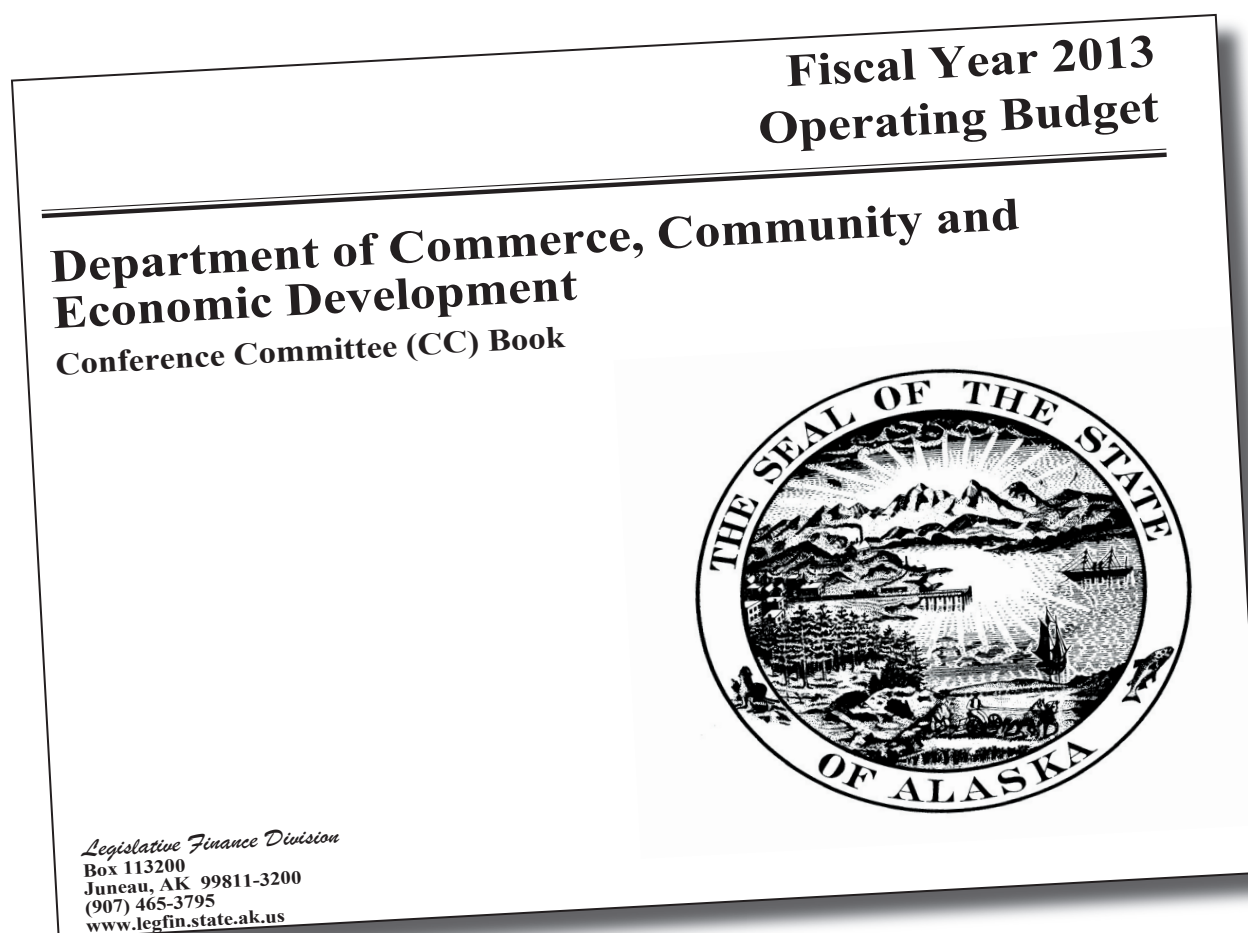 Fiscal Year 2013
Operating Budget
Department of Commerce, Community and
Economic Development
Conference Committee (CC) Book
THE SEAL OF THE STATE
OF ALASKA
Legislative Finance Division
Box 113200
Juneau, AK 99811-3200
(907) 465-3795
www.legfin.state.ak.us